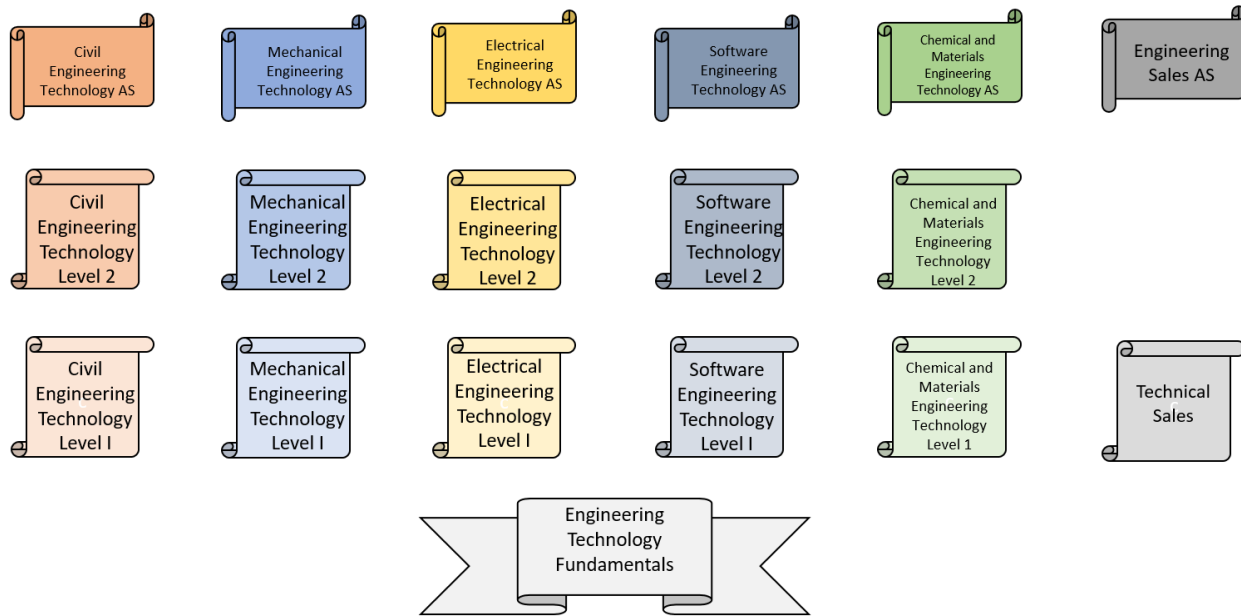 Civil
Engineering
Technology AS
Mechanical
Engineering
Technology AS
Electrical
Engineering
Technology AS
Software
Engineering
Technology AS
Chemical and
Materials
Engineering
Technology AS
Engineering
Sales AS
Civil
Engineering
Technology
Level 2
Mechanical
Engineering
Technology
Level 2
Electrical
Engineering
Technology
Level 2
Software
Engineering
Technology
Level 2
Chemical and
Materials
Engineering
Technology
Level 2
Civil
Engineering
Technology
Level I
Mechanical
Engineering
Technology
Level I
Electrical
Engineering
Technology
Level I
Software
Engineering
Technology
Level I
Chemical and
Materials
Engineering
Technology
Level 1
Technical
Sales
Engineering
Technology
Fundamentals